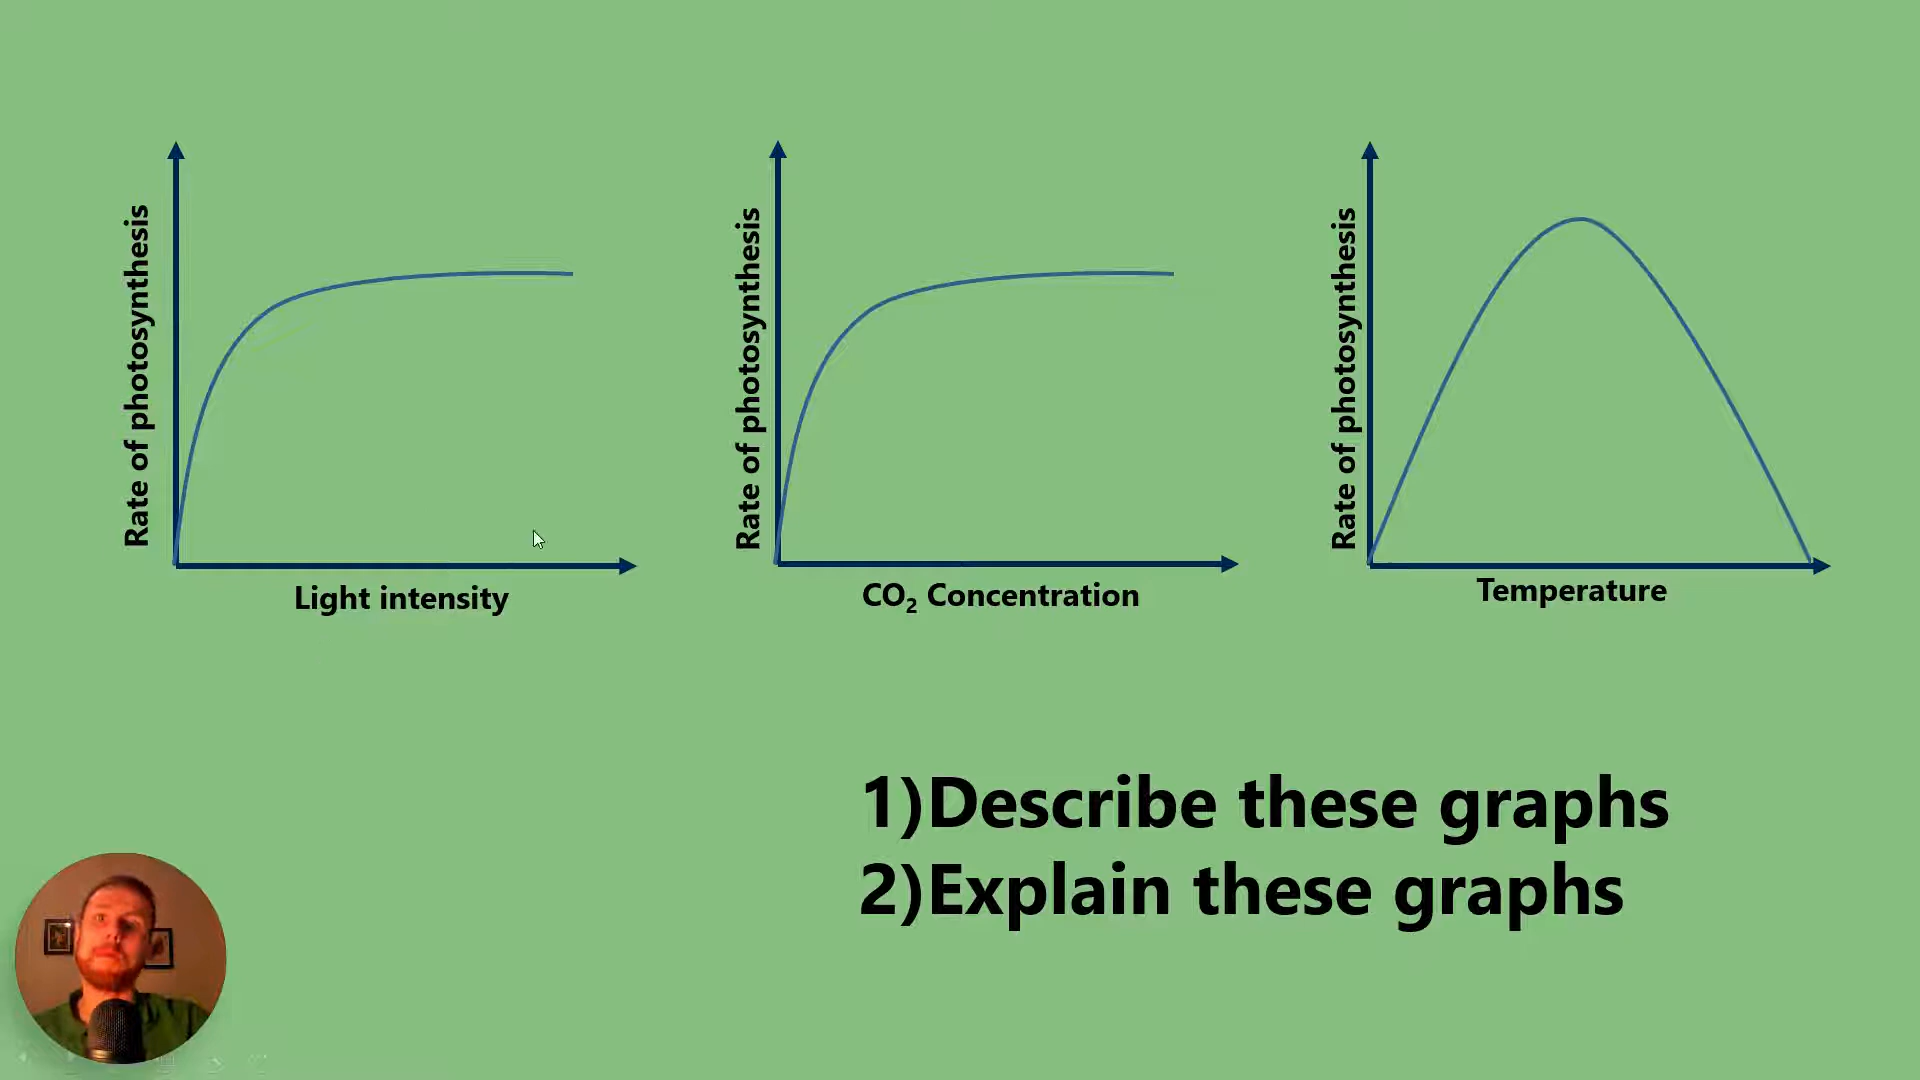 Rate of photosynthesis
Light intensity
Rate of photosynthesis
CO₂ Concentration
Rate of photosynthesis
Temperature
1)Describe these graphs
2)Explain these graphs